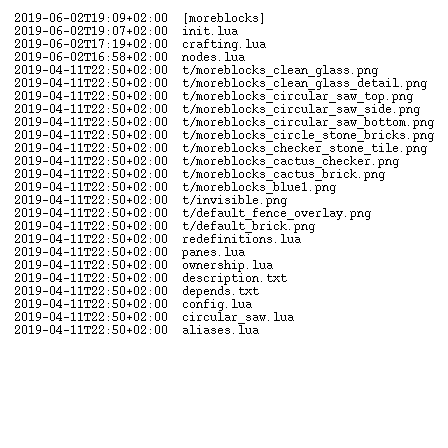 2019-06-02T19:09+02:00 [moreblocks]
2019-06-02T19:07+02:00 init.lua
2019-06-02T17:19+02:00 crafting.lua
2019-06-02T16:58+02:00 nodes.lua
2019-04-11T22:50+02:00 t/moreblocks_clean_glass.png
2019-04-11T22:50+02:00 t/moreblocks_clean_glass_detail.png
2019-04-11T22:50+02:00 t/moreblocks_circular_saw_top.png
2019-04-11T22:50+02:00 t/moreblocks_circular_saw_side.png
2019-04-11T22:50+02:00 t/moreblocks_circular_saw_bottom.png
2019-04-11T22:50+02:00 t/moreblocks_circle_stone_bricks.png
2019-04-11T22:50+02:00 t/moreblocks_checker_stone_tile.png
2019-04-11T22:50+02:00 t/moreblocks_cactus_checker.png
2019-04-11T22:50+02:00 t/moreblocks_cactus_brick.png
2019-04-11T22:50+02:00 t/moreblocks_blue1.png
2019-04-11T22:50+02:00 t/invisible.png
2019-04-11T22:50+02:00 t/default_fence_overlay.png
2019-04-11T22:50+02:00 t/default_brick.png
2019-04-11T22:50+02:00 redefinitions.lua
2019-04-11T22:50+02:00 panes.lua
2019-04-11T22:50+02:00 ownership.lua
2019-04-11T22:50+02:00 description.txt
2019-04-11T22:50+02:00 depends.txt
2019-04-11T22:50+02:00 config.lua
2019-04-11T22:50+02:00 circular_saw.lua
2019-04-11T22:50+02:00 aliases.lua